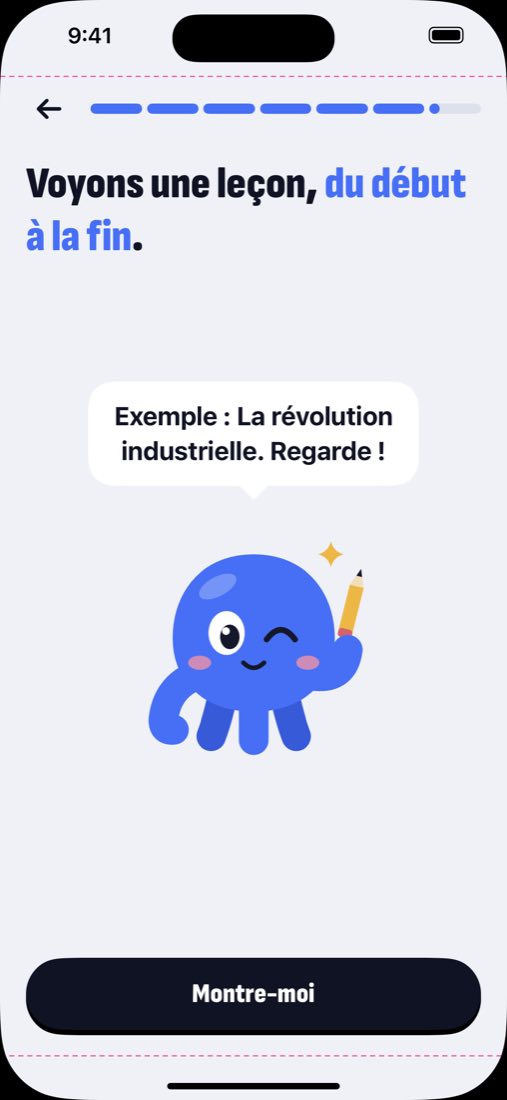 9:41
Voyons une leçon, du début
à la fin.
Exemple : La révolution
industrielle. Regarde !
Montre-moi